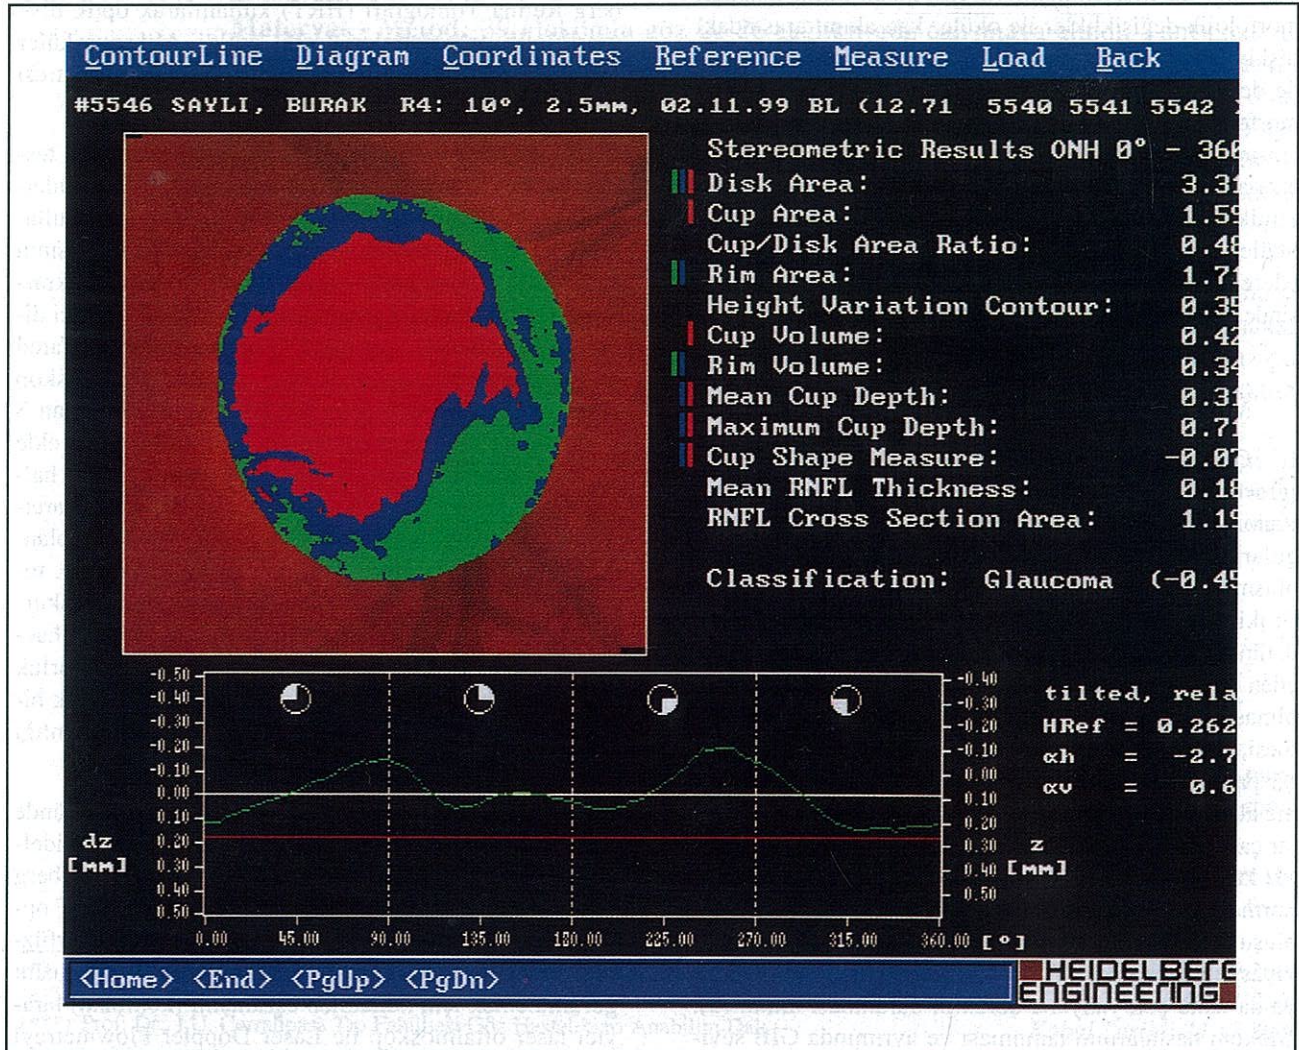 ContourLine Diagram Coordinates Reference Measure Load Back
#5546 SAYLI, BURAK R4: 10°, 2.5mm, 02.11.99 BL (12.71 5540 5541 5542
Stereometric Results ONH 0° - 360
Disk Area: 3.31
Cup Area: 1.59
Cup/Disk Area Ratio: 0.48
Rim Area: 1.71
Height Variation Contour: 0.39
Cup Volume: 0.42
Rim Volume: 0.34
Mean Cup Depth: 0.31
Maximum Cup Depth: 0.71
Cup Shape Measure: -0.07
Mean RNFL Thickness: 0.18
RNFL Cross Section Area: 1.19
Classification: Glaucoma (-0.45
-0.50
-0.40
-0.30
-0.20
-0.10
0.00
0.10
0.20
0.30
0.40
0.50
dz
[mm]
-0.40
-0.30
-0.20
-0.10
0.00
0.10
0.20
0.30
0.40
0.50
z
[mm]
tilted, rela
HRef = 0.262
αh = -2.7
αv = 0.6
0.00 45.00 90.00 135.00 180.00 225.00 270.00 315.00 360.00 [°]
<Home> <End> <PgUp> <PgDn>
HEIDELBERG
ENGINEERING